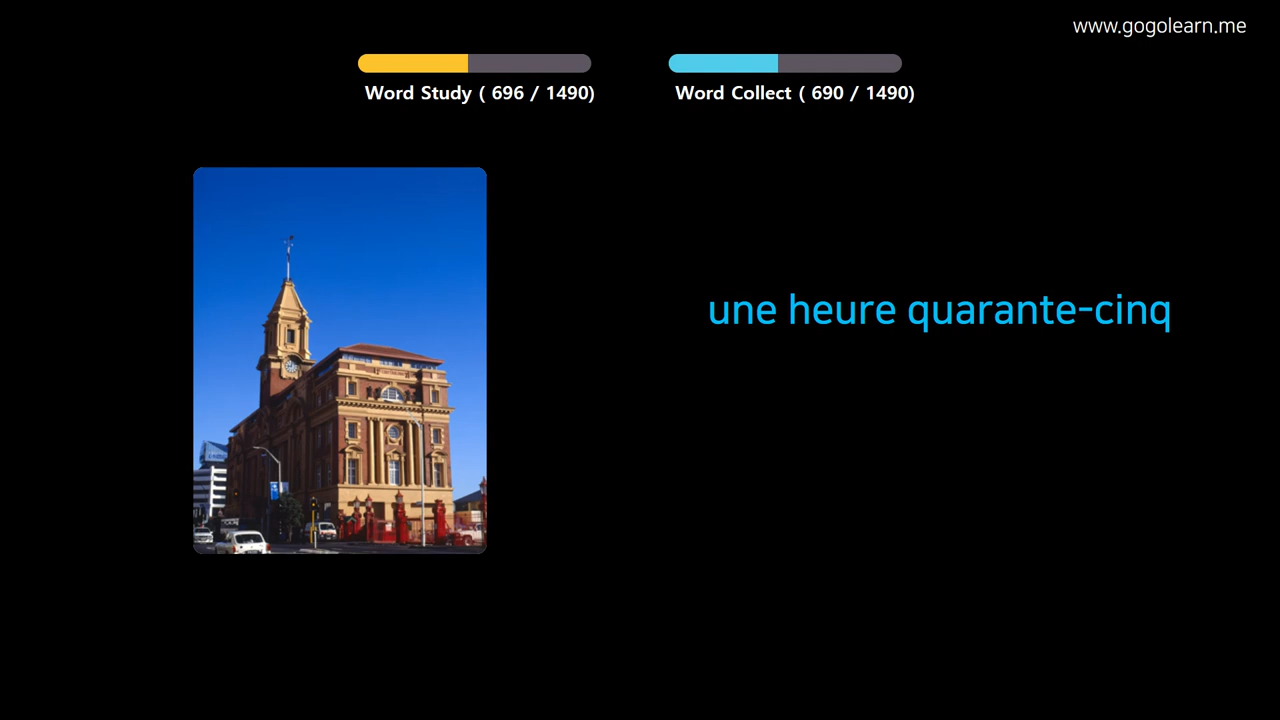 www.gogolearn.me
Word Study ( 696 / 1490)
Word Collect ( 690 / 1490)
une heure quarante-cinq